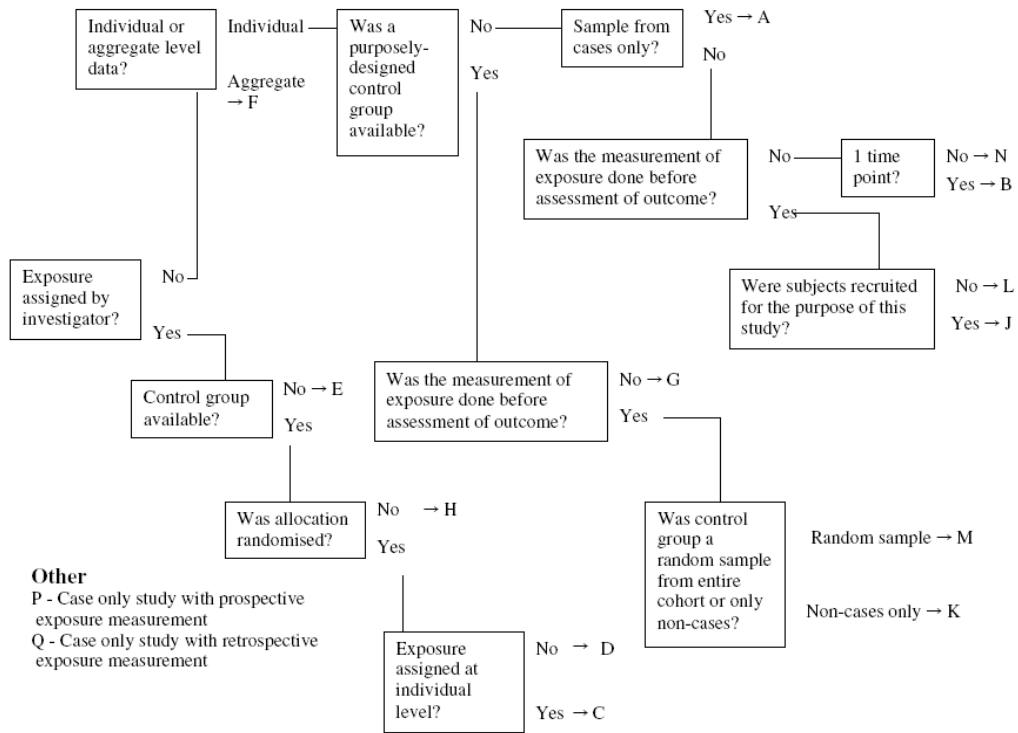 Individual or
aggregate level
data?
Individual
Aggregate
→ F
Was a
purposely-
designed
control
group
available?
No
Yes
Sample from
cases only?
Yes → A
No
Was the measurement of
exposure done before
assessment of outcome?
No
Yes
1 time
point?
No → N
Yes → B
Exposure
assigned by
investigator?
No
Yes
Were subjects recruited
for the purpose of this
study?
No → L
Yes → J
Control group
available?
No → E
Yes
Was the measurement of
exposure done before
assessment of outcome?
No → G
Yes
Was allocation
randomised?
No → H
Yes
Was control
group a
random sample
from entire
cohort or only
non-cases?
Random sample → M
Non-cases only → K
Other
P - Case only study with prospective
exposure measurement
Q - Case only study with retrospective
exposure measurement
Exposure
assigned at
individual
level?
No → D
Yes → C